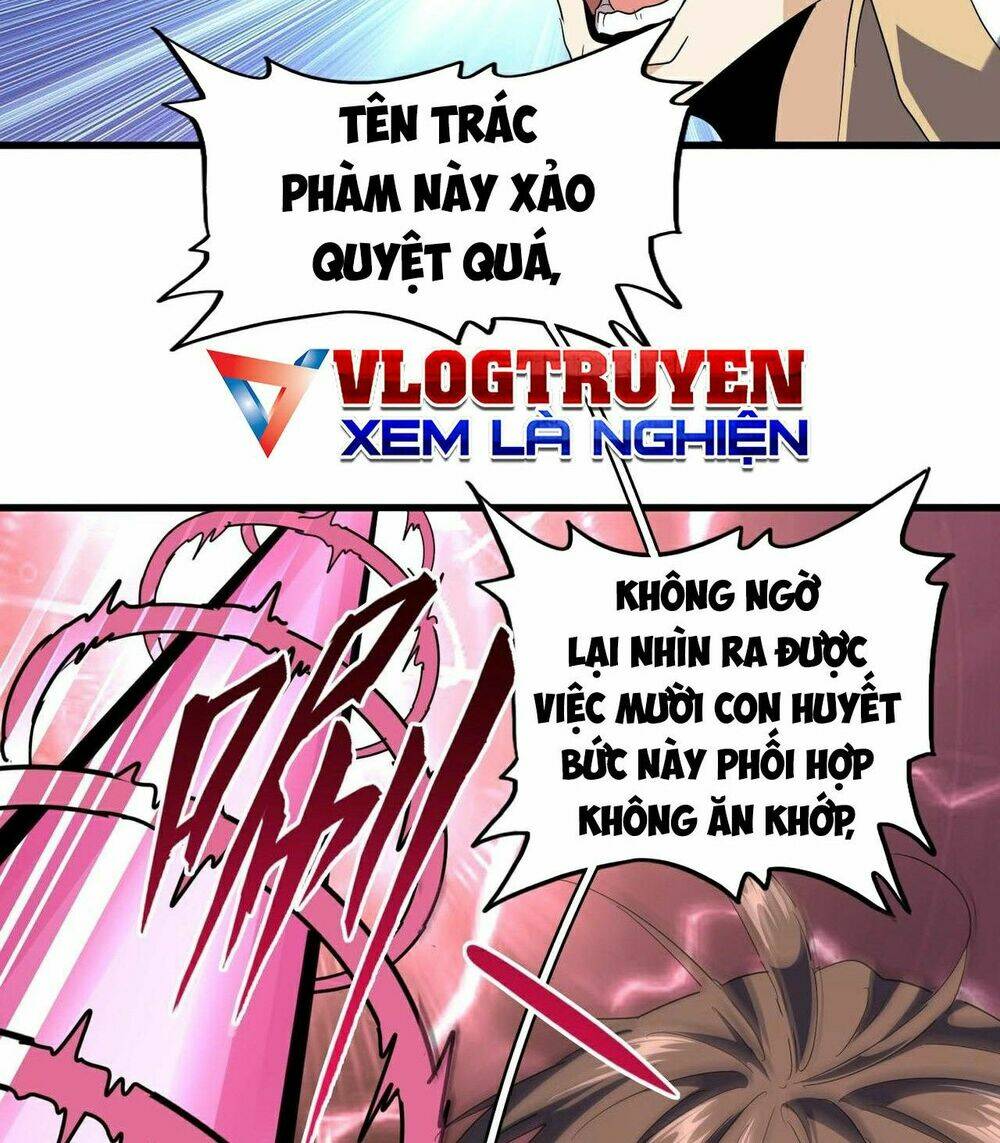 TÊN TRÁC
PHÀM NÀY XẢO
QUYỆT QUÁ,
VLOGTRUYEN
XEM LÀ NGHIỆN
KHÔNG NGỜ
LẠI NHÌN RA ĐƯỢC
VIỆC MƯỜI CON HUYẾT
BỨC NÀY PHỐI HỢP
KHÔNG ĂN KHỚP,